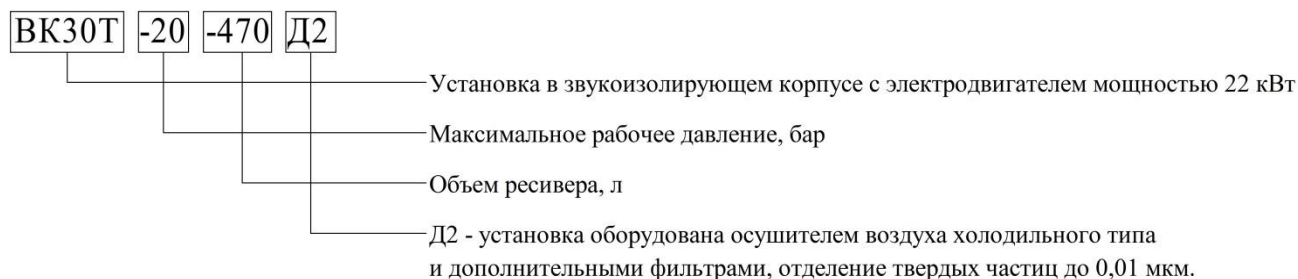 ВК30Т -20 -470 Д2
Установка в звукоизолирующем корпусе с электродвигателем мощностью 22 кВт
Максимальное рабочее давление, бар
Объем ресивера, л
Д2 - установка оборудована осушителем воздуха холодильного типа
и дополнительными фильтрами, отделение твердых частиц до 0,01 мкм.